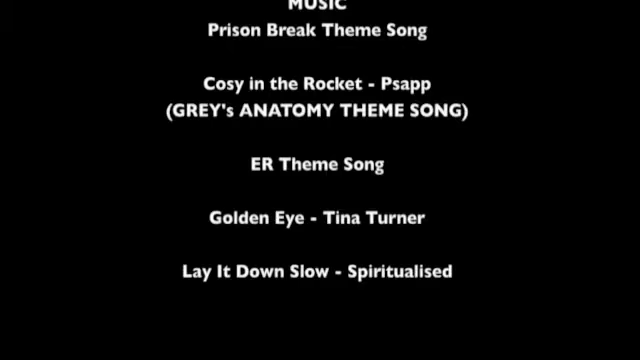 MUSIC
Prison Break Theme Song
Cosy in the Rocket - Psapp
(GREY's ANATOMY THEME SONG)
ER Theme Song
Golden Eye - Tina Turner
Lay It Down Slow - Spiritualised